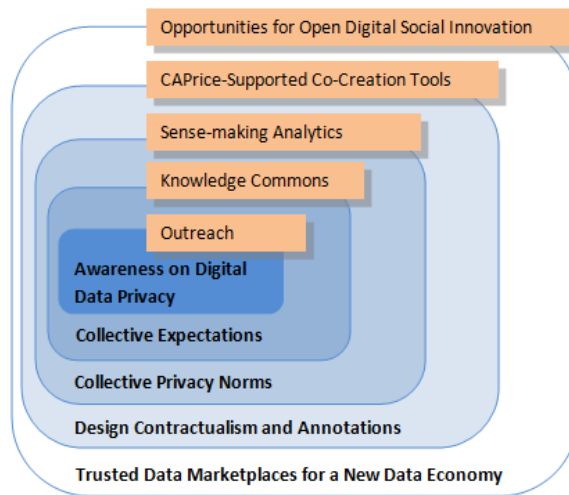 Opportunities for Open Digital Social Innovation
CAPrice-Supported Co-Creation Tools
Sense-making Analytics
Knowledge Commons
Outreach
Awareness on Digital
Data Privacy
Collective Expectations
Collective Privacy Norms
Design Contractualism and Annotations
Trusted Data Marketplaces for a New Data Economy